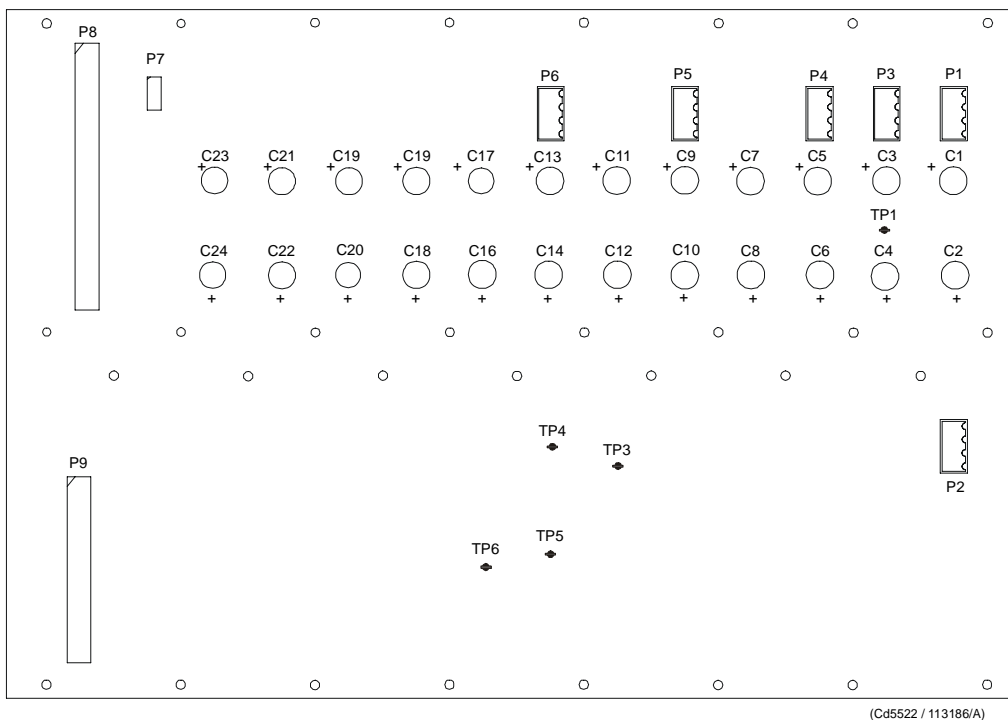 P8
P7
P6 P5 P4 P3 P1
C23 C21 C19 C19 C17 C13 C11 C9 C7 C5 C3 C1
+ + + + + + + + + + + +
TP1
C24 C22 C20 C18 C16 C14 C12 C10 C8 C6 C4 C2
+ + + + + + + + + + + +
TP4
TP3
P9
P2
TP5
TP6
(Cd5522 / 113186/A)